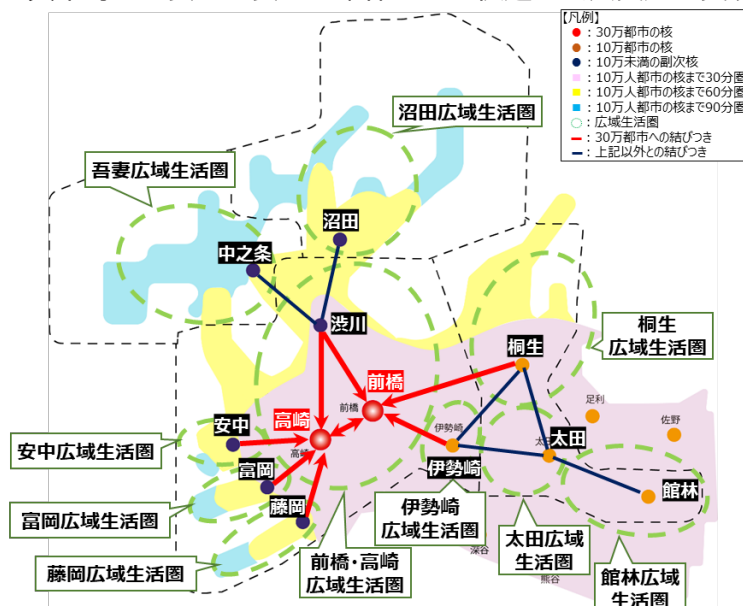 【凡例】
●：30万都市の核
●：10万都市の核
●：10万未満の副次核
■：10万人都市の核まで30分圏
■：10万人都市の核まで60分圏
■：10万人都市の核まで90分圏
：広域生活圏
ー：30万都市への結びつき
ー：上記以外との結びつき
沼田広域生活圏
吾妻広域生活圏
沼田
中之条
渋川
桐生
広域生活圏
桐生
前橋
前橋
足利
高崎
高崎
伊勢崎
佐野
安中
太田
安中広域生活圏
富岡
伊勢崎
館林
藤岡
富岡広域生活圏
伊勢崎
広域生活圏
太田広域
生活圏
前橋・高崎
広域生活圏
深谷
藤岡広域生活圏
熊谷
館林広域
生活圏